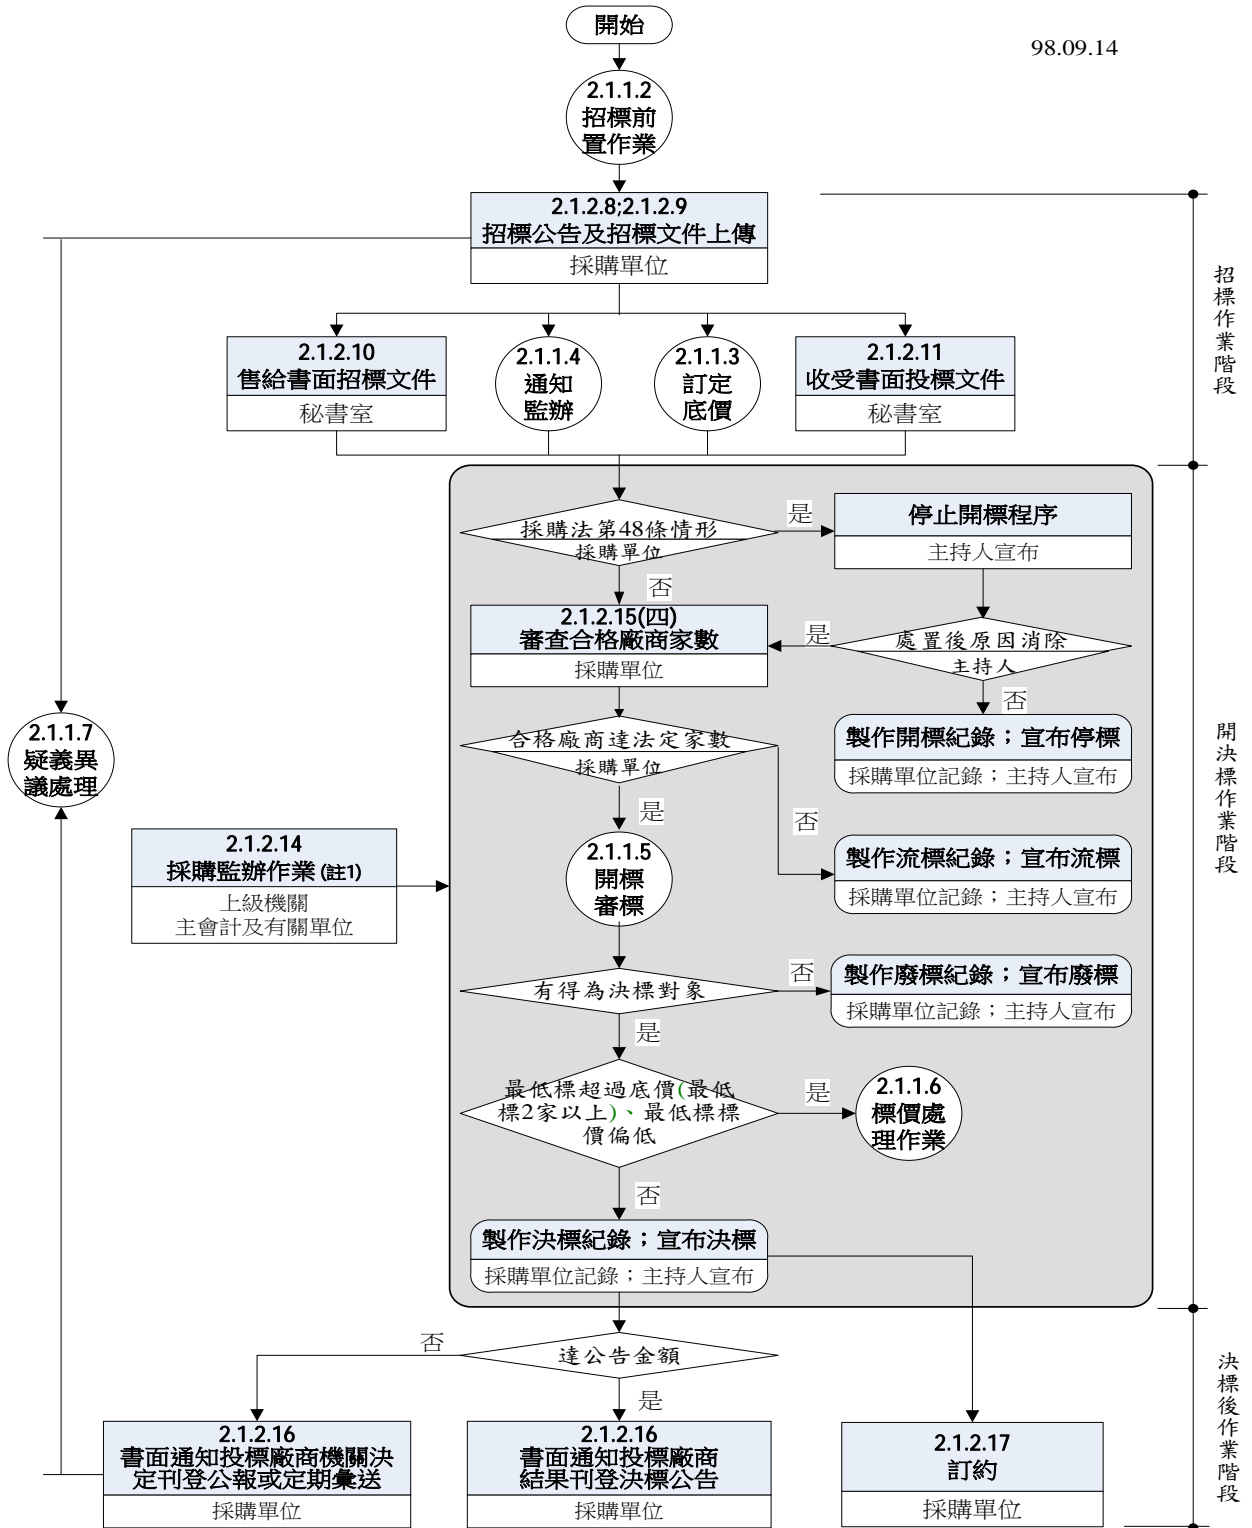 開始
98.09.14
2.1.1.2
招標前
置作業
2.1.2.8;2.1.2.9
招標公告及招標文件上傳
採購單位
招標作業階段
2.1.2.10
售給書面招標文件
秘書室
2.1.1.4
通知
監辦
2.1.1.3
訂定
底價
2.1.2.11
收受書面投標文件
秘書室
採購法第48條情形
採購單位
是
停止開標程序
主持人宣布
否
2.1.2.15(四)
審查合格廠商家數
採購單位
是
處置後原因消除
主持人
否
製作開標紀錄；宣布停標
採購單位記錄；主持人宣布
開決標作業階段
2.1.1.7
疑義異
議處理
合格廠商達法定家數
採購單位
是
否
2.1.2.14
採購監辦作業(註1)
上級機關
主會計及有關單位
2.1.1.5
開標
審標
製作流標紀錄；宣布流標
採購單位記錄；主持人宣布
有得為決標對象
否
製作廢標紀錄；宣布廢標
採購單位記錄；主持人宣布
是
最低標超過底價(最低
標2家以上)、最低標標
價偏低
是
2.1.1.6
標價處
理作業
否
製作決標紀錄；宣布決標
採購單位記錄；主持人宣布
達公告金額
否
是
決標後作業階段
2.1.2.16
書面通知投標廠商機關決
定刊登公報或定期彙送
採購單位
2.1.2.16
書面通知投標廠商
結果刊登決標公告
採購單位
2.1.2.17
訂約
採購單位